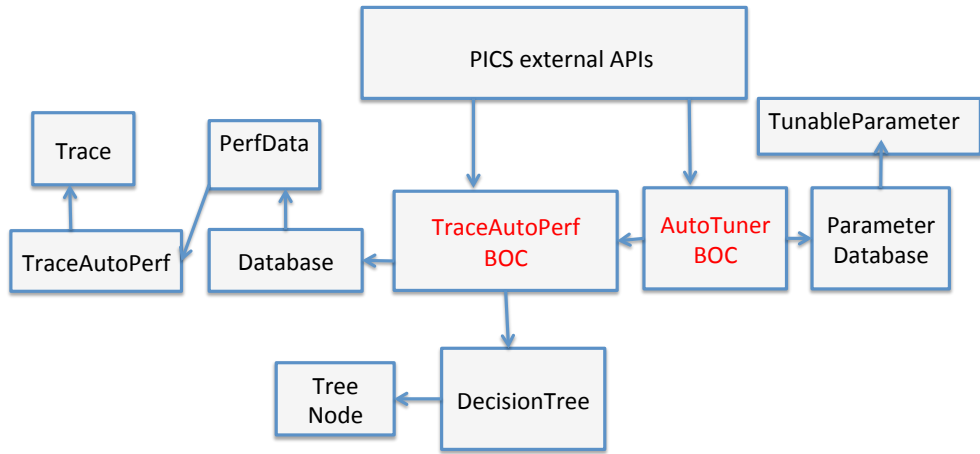 PICS external APIs
TunableParameter
Trace
PerfData
TraceAutoPerf
BOC
AutoTuner
BOC
Parameter
Database
TraceAutoPerf
Database
Tree
Node
DecisionTree